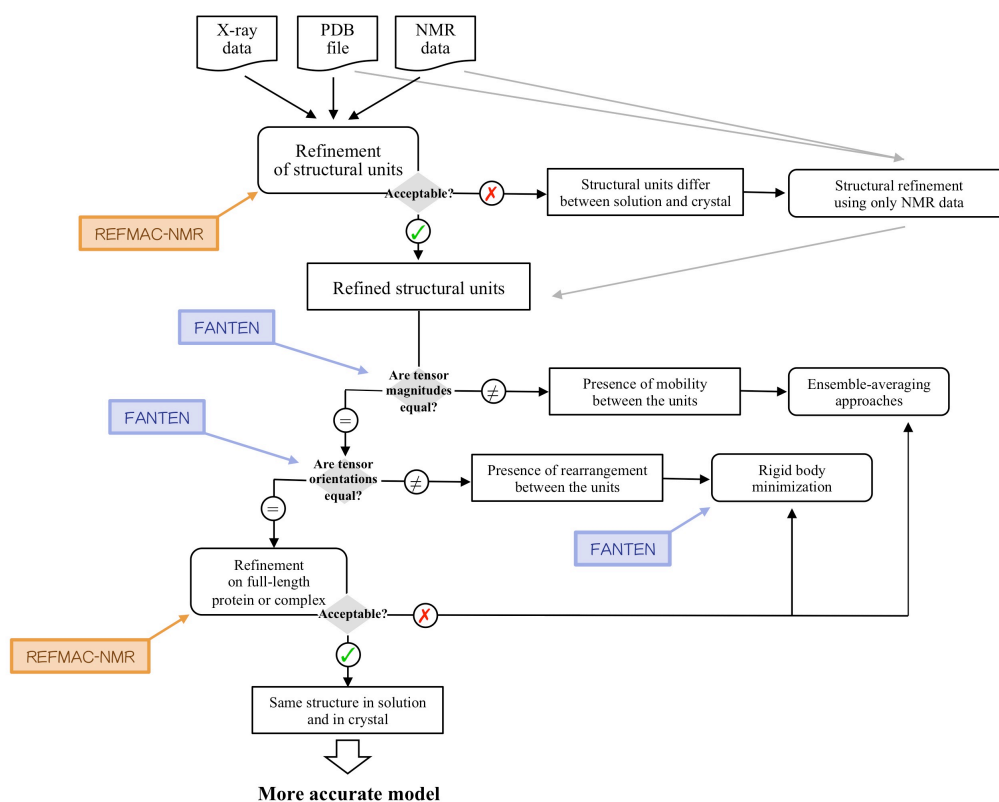 X-ray
data
PDB
file
NMR
data
Refinement
of structural units
Acceptable?
✗
Structural units differ
between solution and crystal
Structural refinement
using only NMR data
REFMAC-NMR
✓
Refined structural units
FANTEN
Are tensor
magnitudes
equal?
≠
Presence of mobility
between the units
Ensemble-averaging
approaches
=
FANTEN
Are tensor
orientations
equal?
≠
Presence of rearrangement
between the units
Rigid body
minimization
=
FANTEN
Refinement
on full-length
protein or complex
Acceptable?
✗
REFMAC-NMR
✓
Same structure in solution
and in crystal
More accurate model